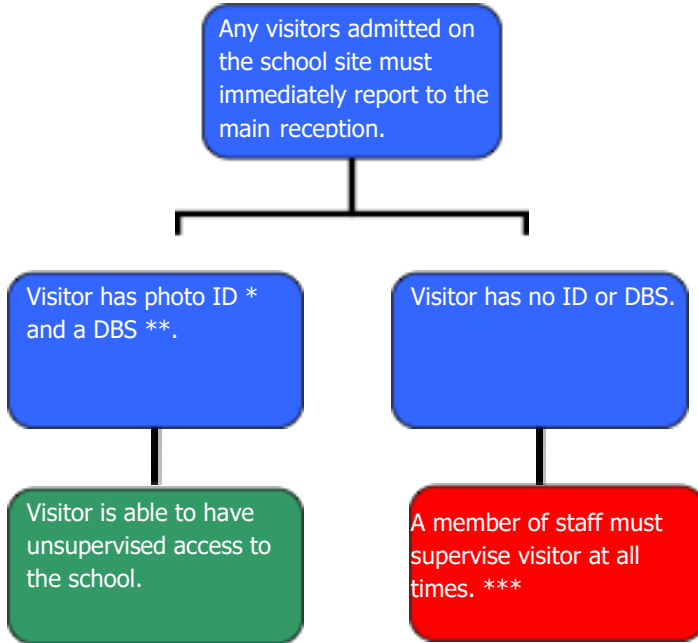 Any visitors admitted on
the school site must
immediately report to the
main reception.
Visitor has photo ID *
and a DBS **.
Visitor has no ID or DBS.
Visitor is able to have
unsupervised access to
the school.
A member of staff must
supervise visitor at all
times. ***